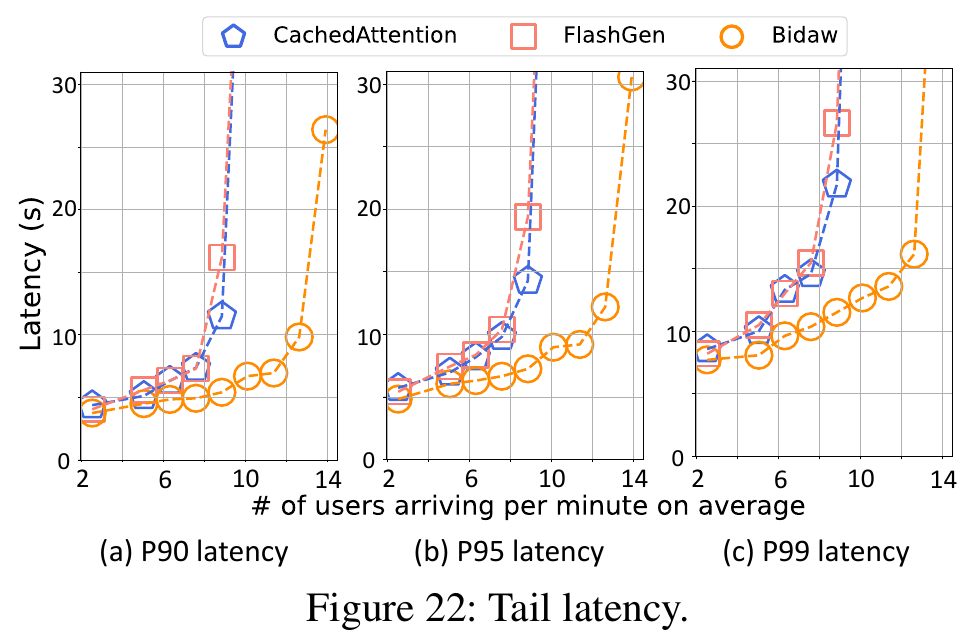 CachedAttention FlashGen Bidaw
Latency (s)
30
20
10
0
2 6 10 14
30
20
10
0
2 6 10 14
30
20
10
0
2 6 10 14
# of users arriving per minute on average
(a) P90 latency (b) P95 latency (c) P99 latency
Figure 22: Tail latency.